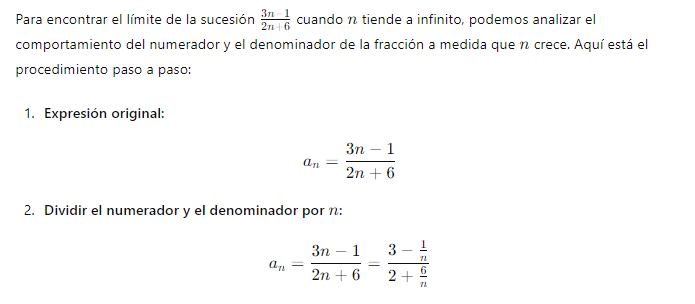 Para encontrar el límite de la sucesión $\frac{3n-1}{2n+6}$ cuando $n$ tiende a infinito, podemos analizar el
comportamiento del numerador y el denominador de la fracción a medida que $n$ crece. Aquí está el
procedimiento paso a paso:
1. Expresión original:
$a_n = \frac{3n-1}{2n+6}$
2. Dividir el numerador y el denominador por $n$:
$a_n = \frac{3n-1}{2n+6} = \frac{3-\frac{1}{n}}{2+\frac{6}{n}}$